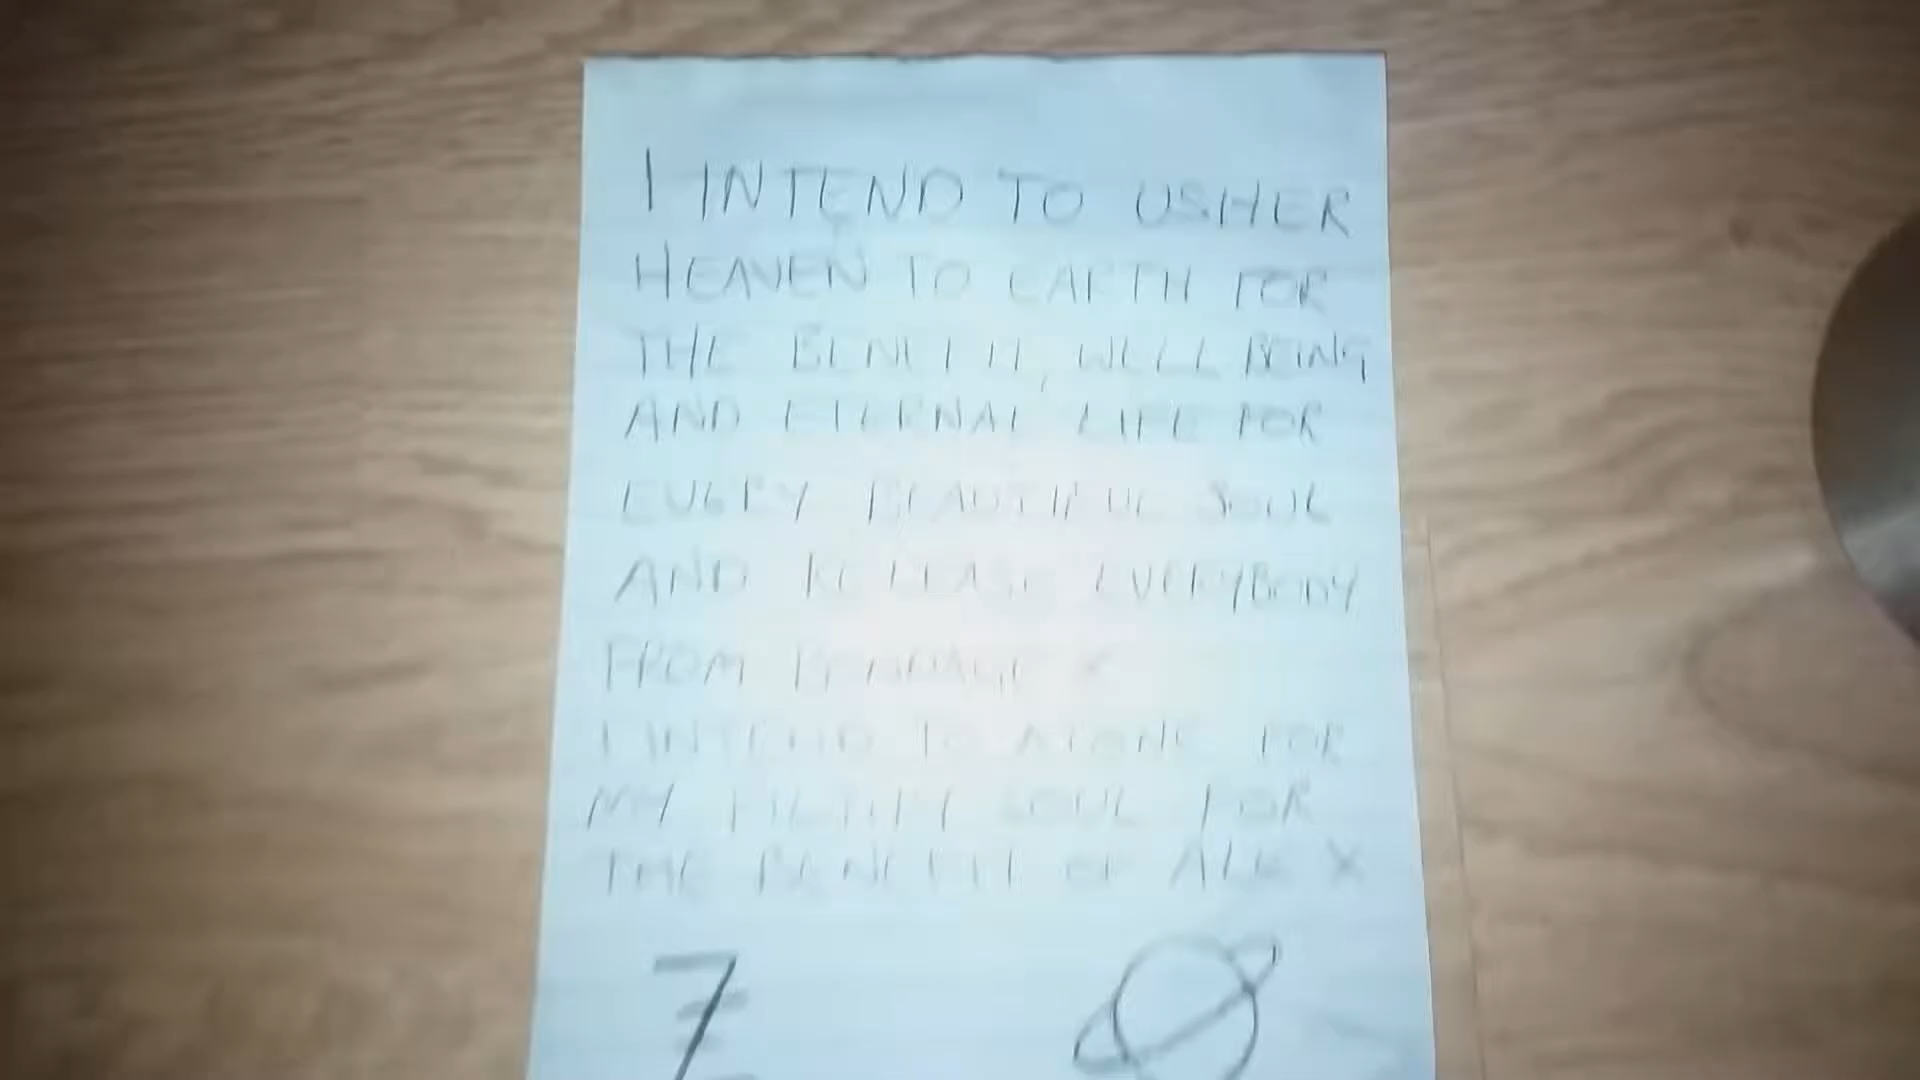 I INTEND TO USHER
HEAVEN TO EARTH FOR
THE BENEFIT, WELL BEING
AND ETERNAL LIFE FOR
EVERY BEAUTIFUL SOUL
AND RELEASE EVERYBODY
FROM BONDAGE X
I INTEND TO ATONE FOR
MY FILTHY SOUL FOR
THE BENEFIT OF ALL X
7